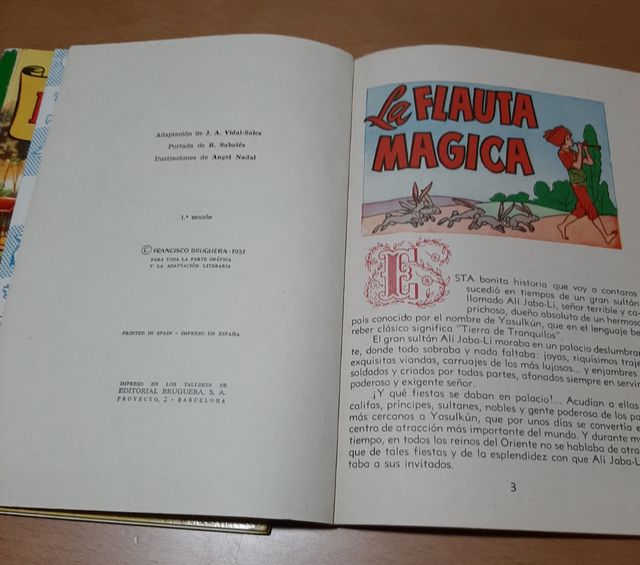 Adaptación de J. A. Vidal-Sales
Portada de R. Sabatés
Ilustraciones de Angel Nadal
1.ª EDICIÓN
© FRANCISCO BRUGUERA - 1957
PARA TODA LA PARTE GRÁFICA
Y LA ADAPTACIÓN LITERARIA
PRINTED IN SPAIN - IMPRESO EN ESPAÑA
IMPRESO EN LOS TALLERES DE
EDITORIAL BRUGUERA, S. A.
PROYECTO, 2 - BARCELONA
La FLAUTA
MAGICA
ESTA bonita historia que voy a contaros
sucedió en tiempos de un gran sultán
llamado Alí Jaba-Lí, señor terrible y ca-
prichoso, dueño absoluto de un hermoso
país conocido por el nombre de Yasulkún, que en el lenguaje be-
reber clásico significa "Tierra de Tranquilos".
El gran sultán Alí Jaba-Lí moraba en un palacio deslumbran-
te, donde todo sobraba y nada faltaba: joyas, riquísimos traje
exquisitas viandas, carruajes de los más lujosos... y enjambres
soldados y criados por todas partes, afanados siempre en servi
poderoso y exigente señor.
¡Y qué fiestas se daban en palacio!... Acudían a ellas
califas, príncipes, sultanes, nobles y gente poderosa de los pa
más cercanos a Yasulkún, que por unos días se convertía e
centro de atracción más importante del mundo. Y durante m
tiempo, en todos los reinos del Oriente no se hablaba de otra
que de tales fiestas y de la esplendidez con que Alí Jaba-L
taba a sus invitados.
3